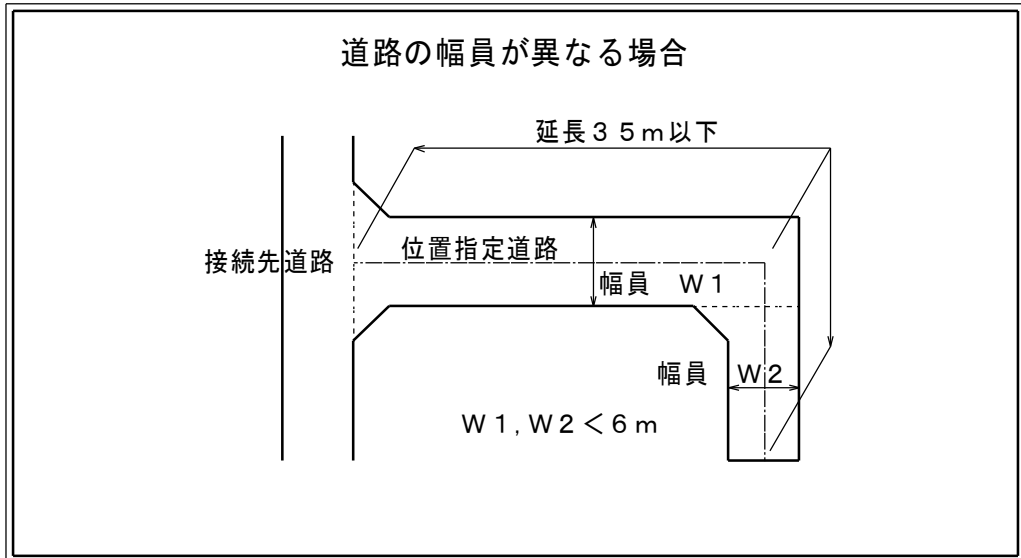 道路の幅員が異なる場合
延長３５ｍ以下
位置指定道路
接続先道路
幅員　Ｗ１
幅員　Ｗ２
Ｗ１,Ｗ２＜６ｍ